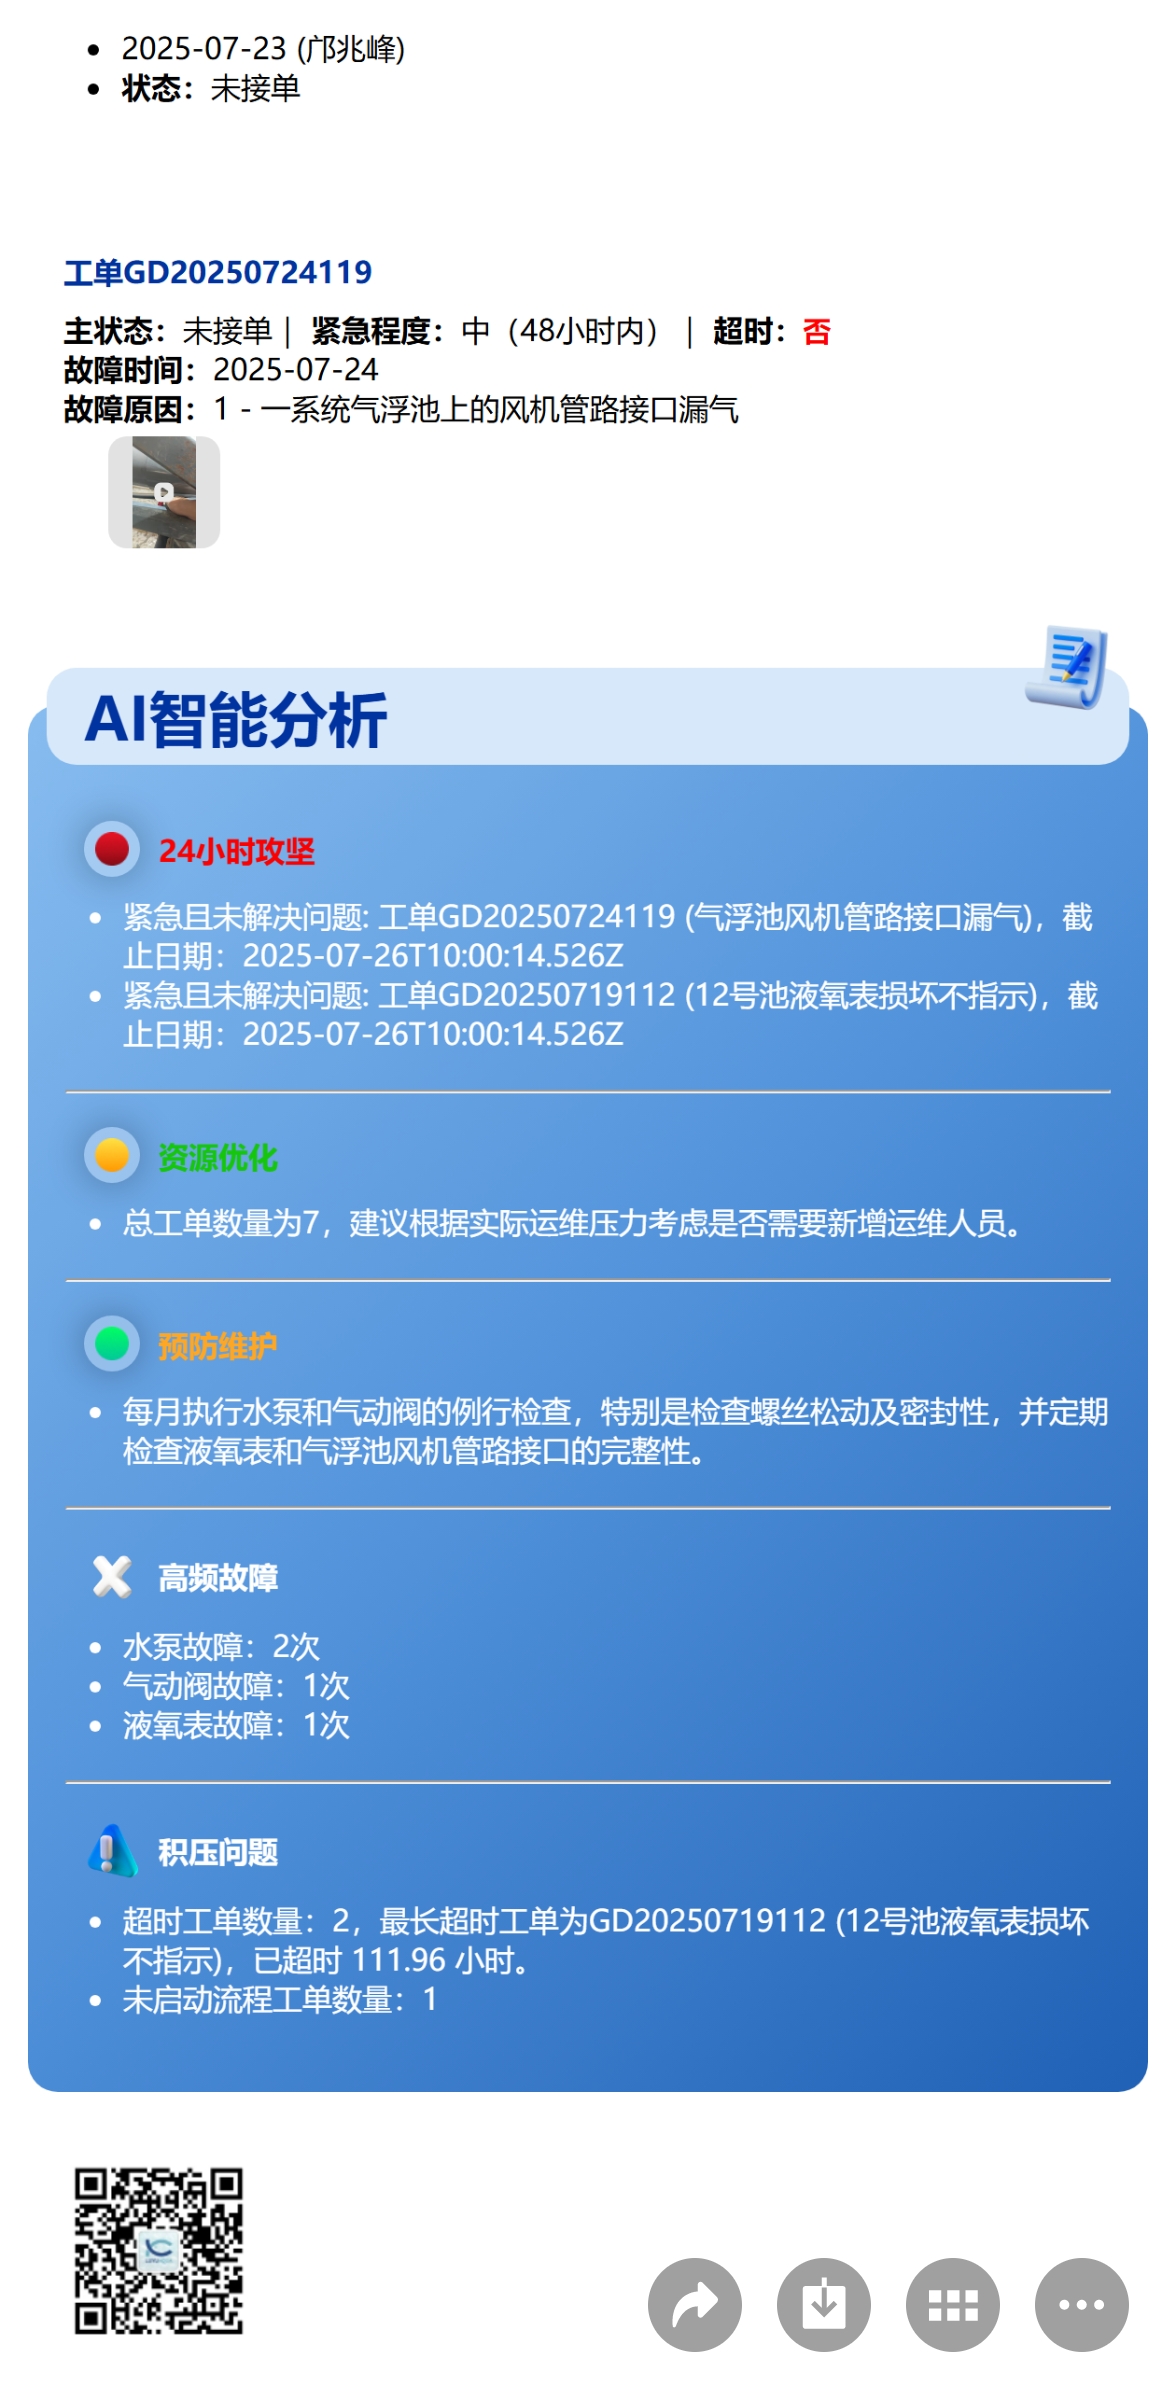 2025-07-23 (邝兆峰)
状态：未接单
工单GD20250724119
主状态：未接单 | 紧急程度：中（48小时内） | 超时：否
故障时间：2025-07-24
故障原因：1 - 一系统气浮池上的风机管路接口漏气
AI智能分析
24小时攻坚
紧急且未解决问题: 工单GD20250724119 (气浮池风机管路接口漏气)，截
止日期：2025-07-26T10:00:14.526Z
紧急且未解决问题: 工单GD20250719112 (12号池液氧表损坏不指示)，截
止日期：2025-07-26T10:00:14.526Z
资源优化
总工单数量为7，建议根据实际运维压力考虑是否需要新增运维人员。
预防维护
每月执行水泵和气动阀的例行检查，特别是检查螺丝松动及密封性，并定期
检查液氧表和气浮池风机管路接口的完整性。
高频故障
水泵故障：2次
气动阀故障：1次
液氧表故障：1次
积压问题
超时工单数量：2，最长超时工单为GD20250719112 (12号池液氧表损坏
不指示)，已超时 111.96 小时。
未启动流程工单数量：1